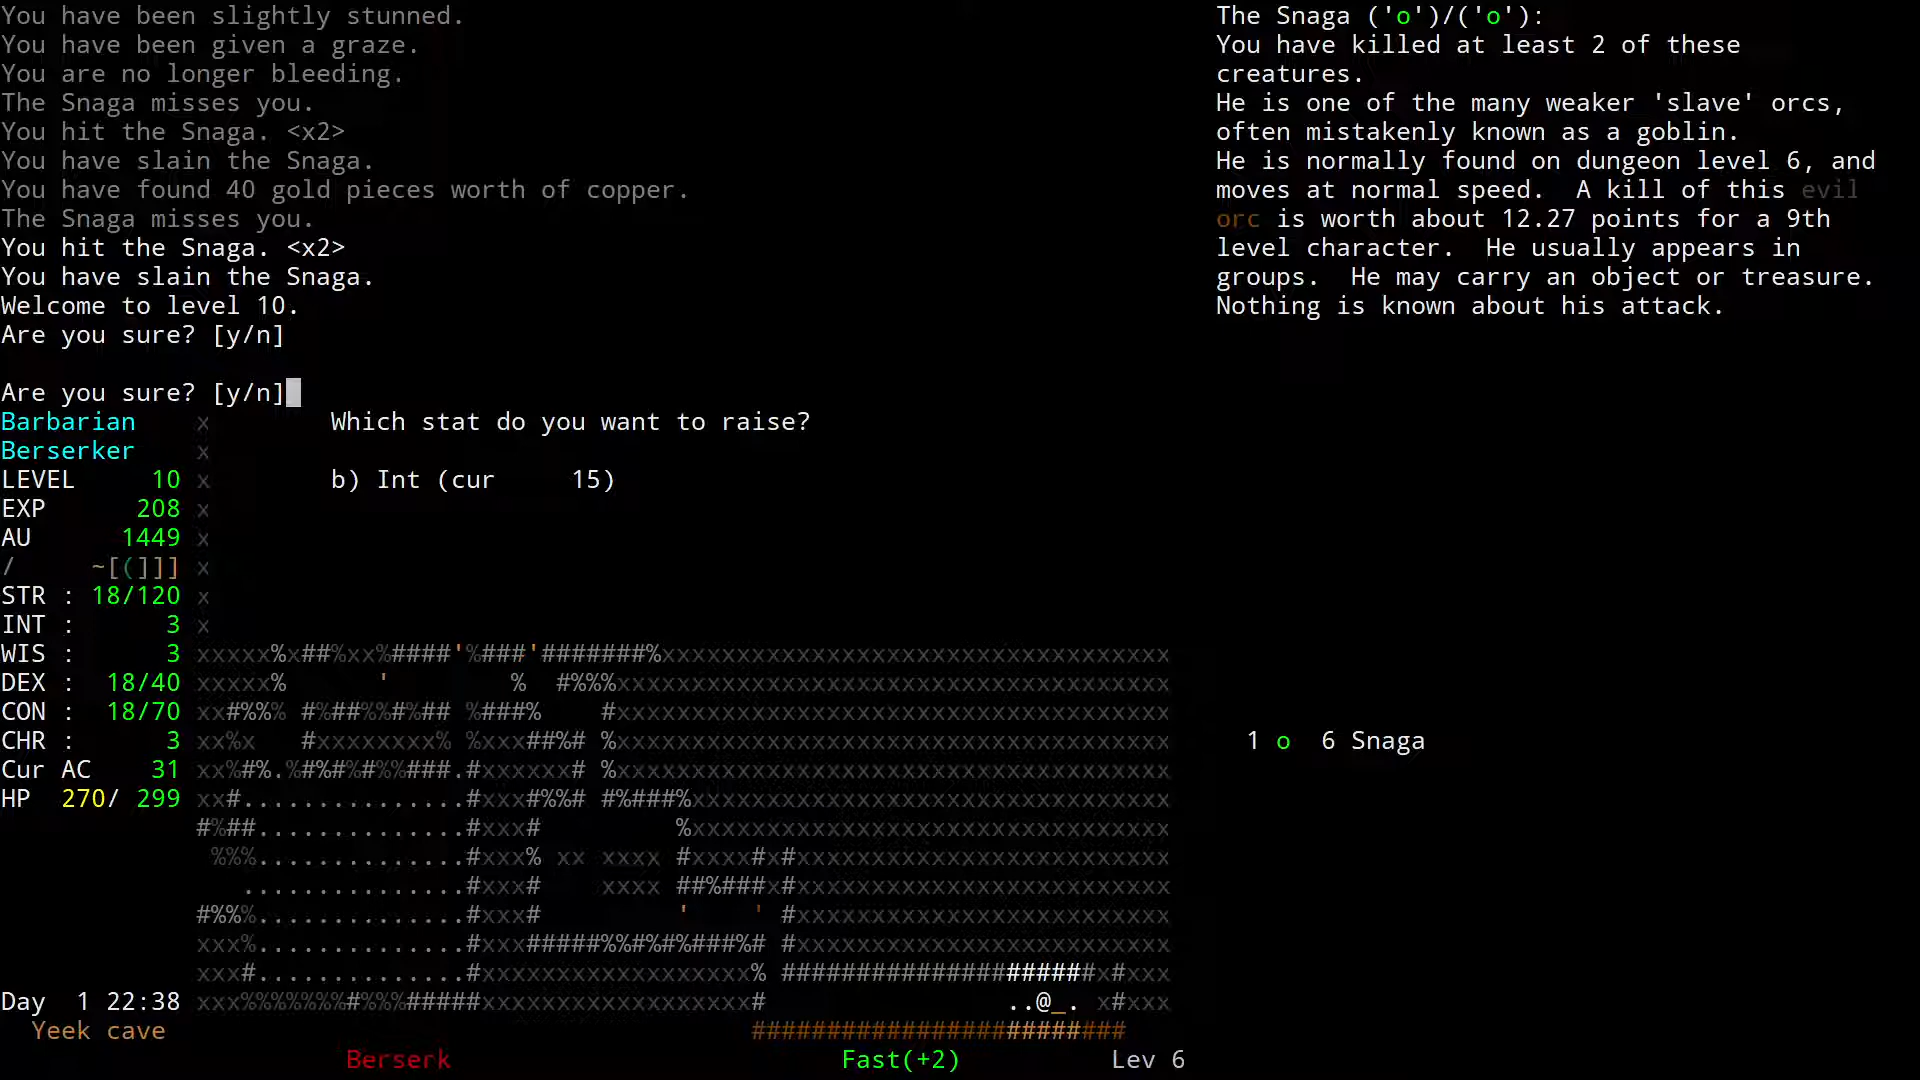 You have been slightly stunned.
You have been given a graze.
You are no longer bleeding.
The Snaga misses you.
You hit the Snaga. <x2>
You have slain the Snaga.
You have found 40 gold pieces worth of copper.
The Snaga misses you.
You hit the Snaga. <x2>
You have slain the Snaga.
Welcome to level 10.
Are you sure? [y/n]
Are you sure? [y/n]
The Snaga ('o')/('o'):
You have killed at least 2 of these
creatures.
He is one of the many weaker 'slave' orcs,
often mistakenly known as a goblin.
He is normally found on dungeon level 6, and
moves at normal speed.  A kill of this evil
orc is worth about 12.27 points for a 9th
level character.  He usually appears in
groups.  He may carry an object or treasure.
Nothing is known about his attack.
Which stat do you want to raise?
b) Int (cur     15)
Barbarian
Berserker
LEVEL 10
EXP 208
AU 1449
/ ~[(]]]
STR : 18/120
INT : 3
WIS : 3
DEX : 18/40
CON : 18/70
CHR : 3
Cur AC 31
HP 270/ 299
1 o  6 Snaga
..@_.
Day  1 22:38
Yeek cave
Berserk
Fast(+2)
Lev 6